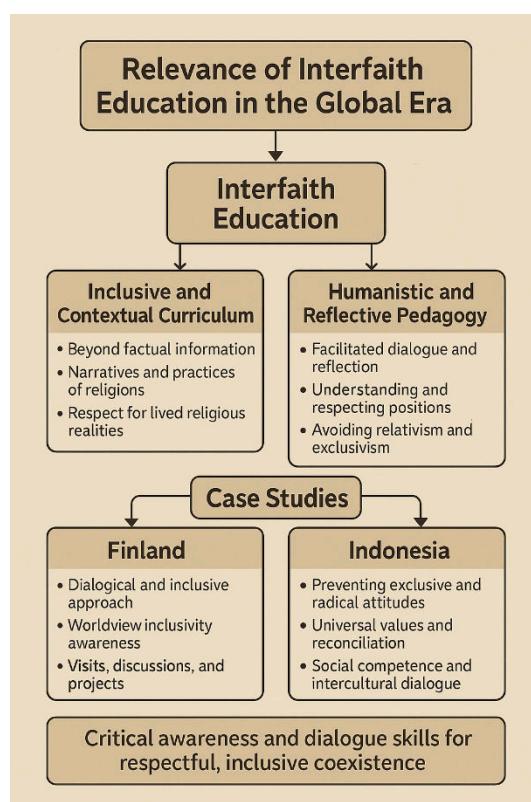 Relevance of Interfaith
Education in the Global Era
Interfaith
Education
Inclusive and
Contextual Curriculum
• Beyond factual information
• Narratives and practices
of religions
• Respect for lived religious
realities
Humanistic and
Reflective Pedagogy
• Facilitated dialogue and
reflection
• Understanding and
respecting positions
• Avoiding relativism and
exclusivism
Case Studies
Finland
• Dialogical and inclusive
approach
• Worldview inclusivity
awareness
• Visits, discussions, and
projects
Indonesia
• Preventing exclusive and
radical attitudes
• Universal values and
reconciliation
• Social competence and
intercultural dialogue
Critical awareness and dialogue skills for
respectful, inclusive coexistence